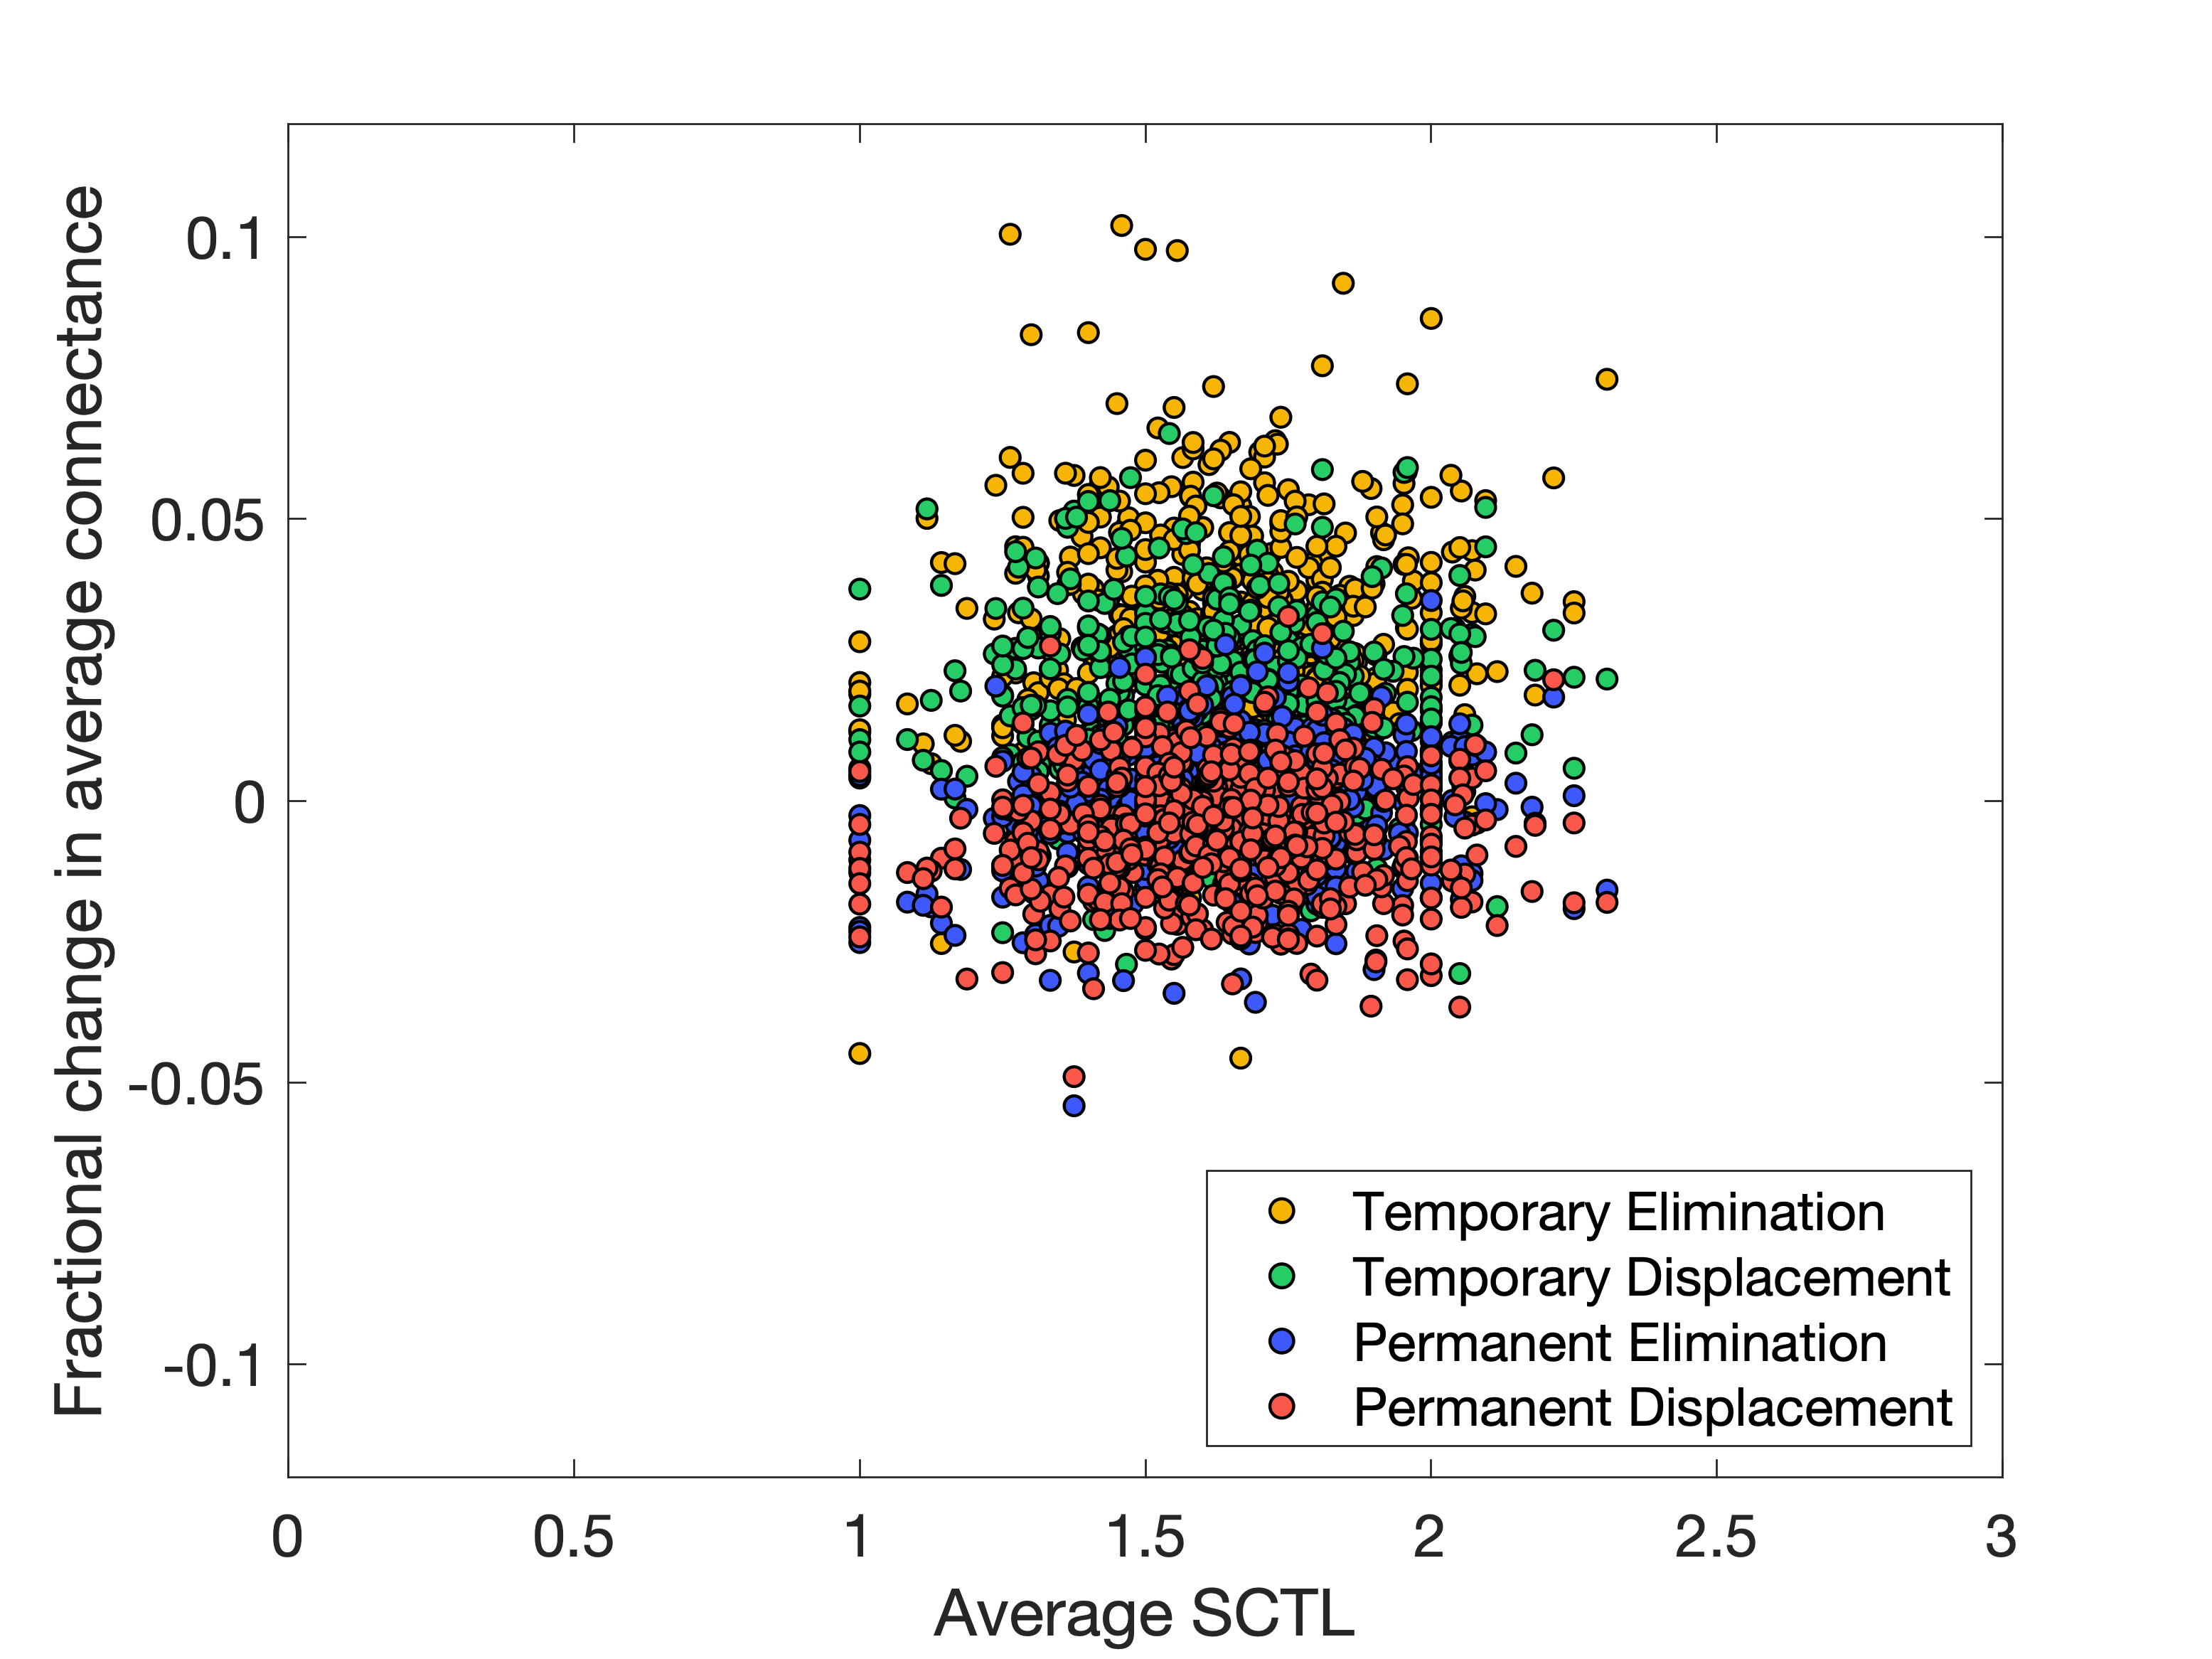 Fractional change in average connectance
0.1
0.05
0
-0.05
-0.1
Temporary Elimination
Temporary Displacement
Permanent Elimination
Permanent Displacement
0 0.5 1 1.5 2 2.5 3
Average SCTL